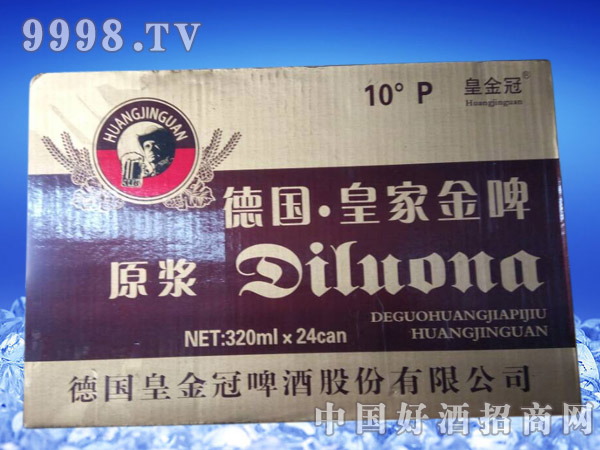 9998.TV
HUANGJINGUAN
10° P
皇金冠®
Huangjinguan
德国·皇家金啤
原浆 Diluona
DEGUOHUANGJIAPIJIU
HUANGJINGUAN
NET:320ml × 24can
德国皇金冠啤酒股份有限公司
中国好酒招商网